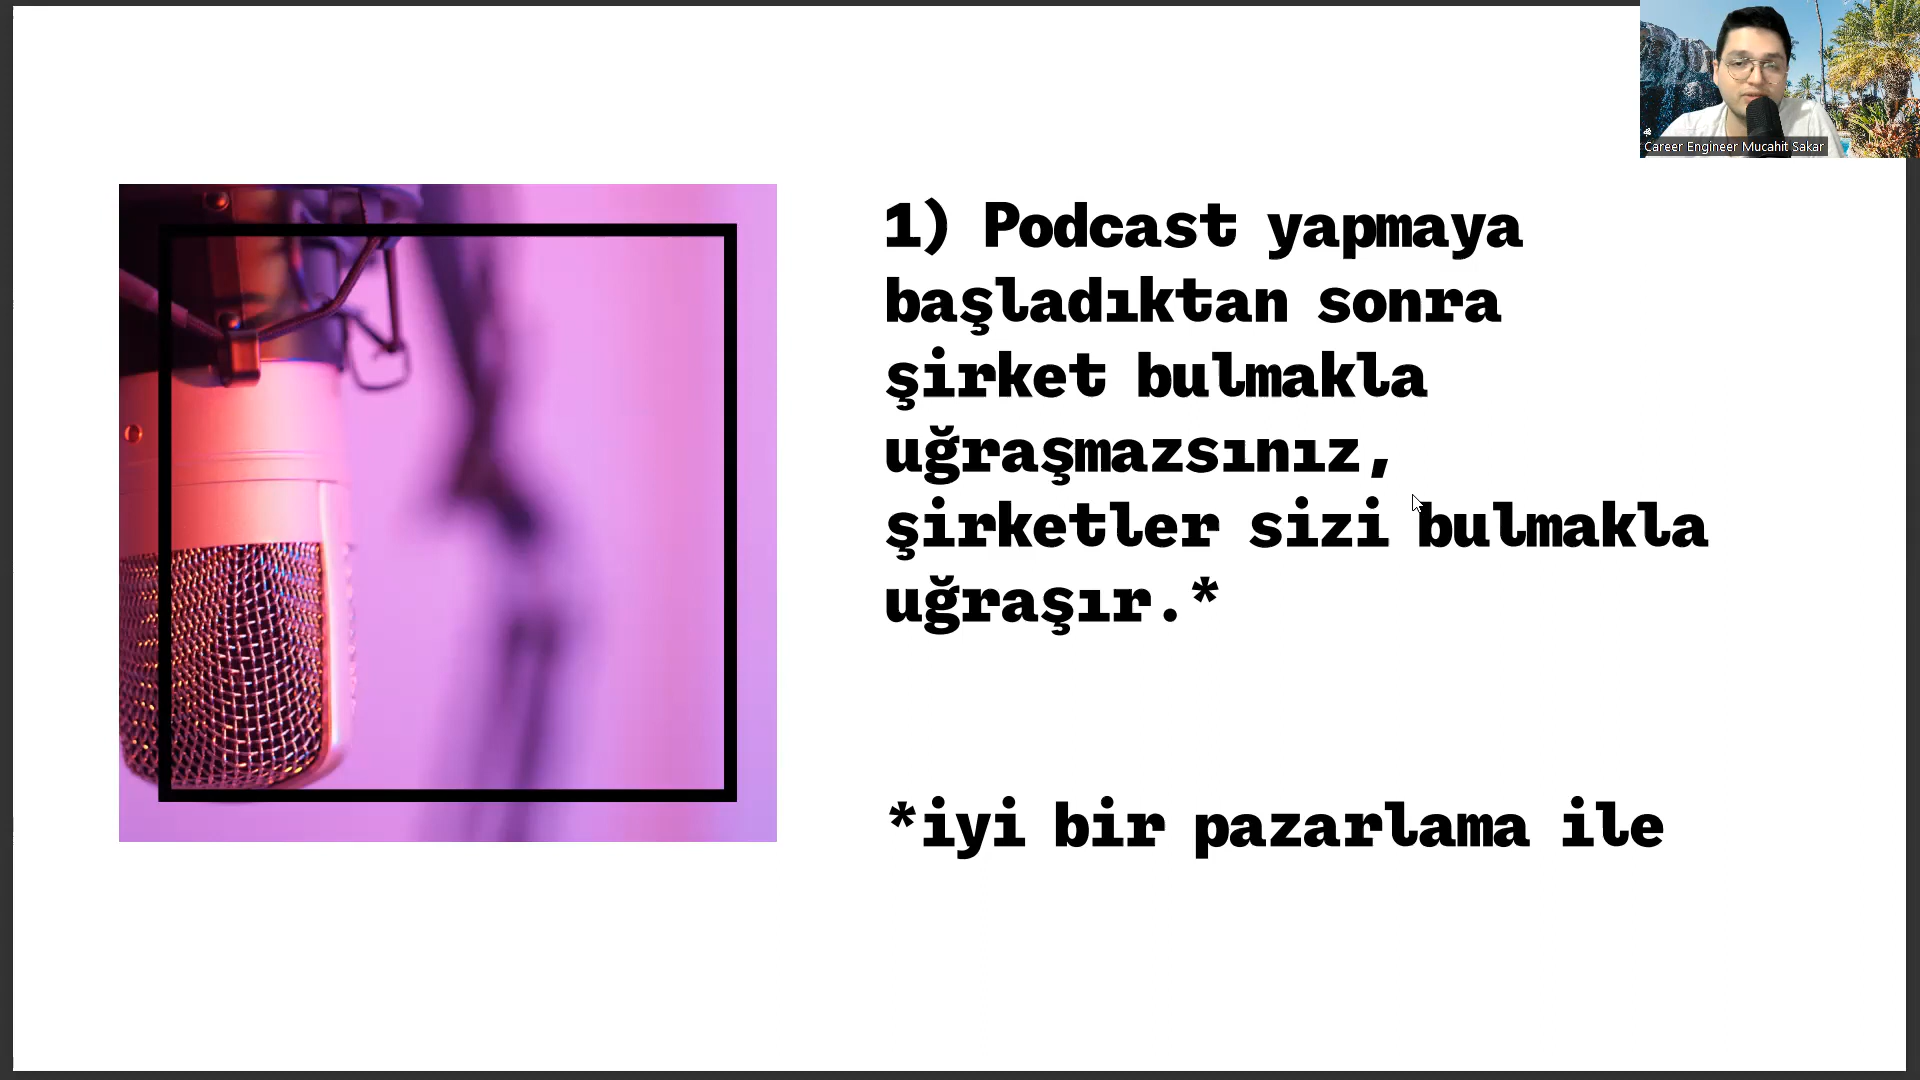 Career Engineer Mucahit Sakar
1) Podcast yapmaya
başladıktan sonra
şirket bulmakla
uğraşmazsınız,
şirketler sizi bulmakla
uğraşır.*
*iyi bir pazarlama ile